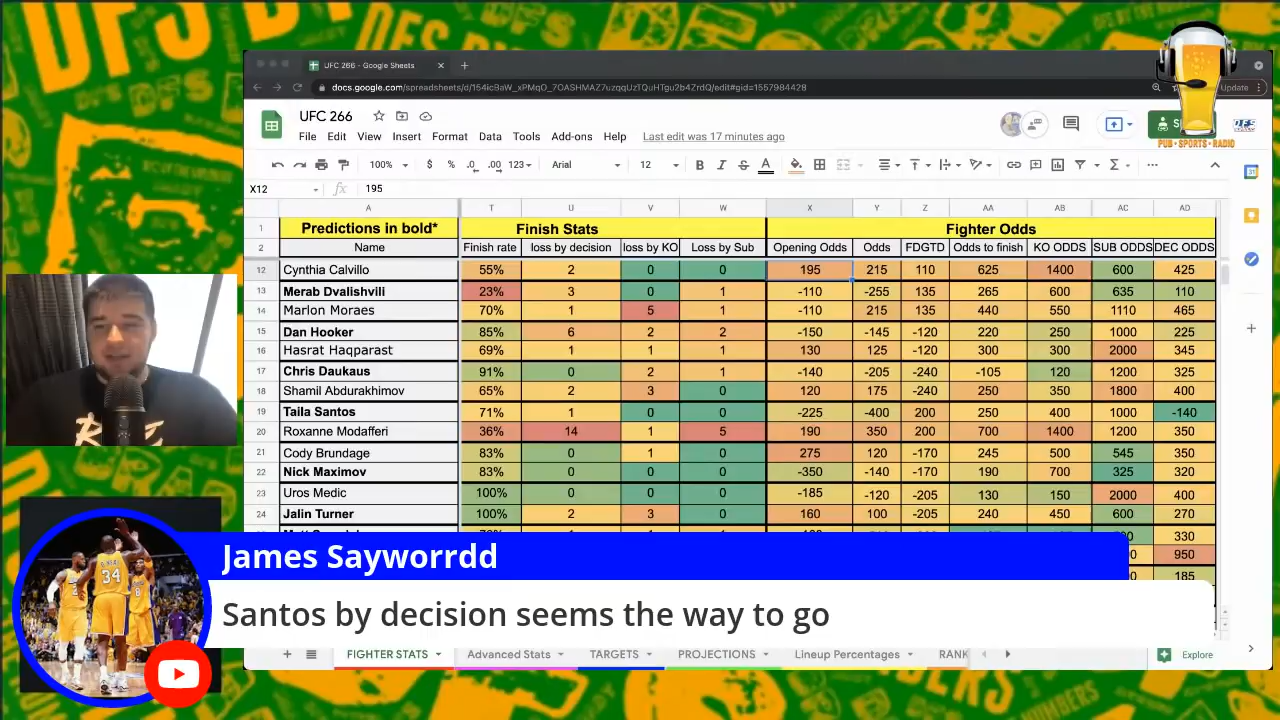 UFC 266 - Google Sheets
docs.google.com/spreadsheets/d/
Update
UFC 266
File Edit View Insert Format Data Tools Add-ons Help Last edit was 17 minutes ago
PUB·SPORTS·RADIO
100% $ % .0 .00 123 Arial 12 B I S A
X12 fx 195
A T U V W X Y Z AA AB AC AD
1 Predictions in bold* Finish Stats Fighter Odds
2 Name Finish rate loss by decision loss by KO Loss by Sub Opening Odds Odds FDGTD Odds to finish KO ODDS SUB ODDS DEC ODDS
12 Cynthia Calvillo 55% 2 0 0 195 215 110 625 1400 600 425
13 Merab Dvalishvili 23% 3 0 1 -110 -255 135 265 600 635 110
14 Marlon Moraes 70% 1 5 1 -110 215 135 440 550 1110 465
15 Dan Hooker 85% 6 2 2 -150 -145 -120 220 250 1000 225
16 Hasrat Haqparast 69% 1 1 1 130 125 -120 300 300 2000 345
17 Chris Daukaus 91% 0 2 1 -140 -205 -240 -105 120 1200 325
18 Shamil Abdurakhimov 65% 2 3 0 120 175 -240 250 350 1800 400
19 Taila Santos 71% 1 0 0 -225 -400 200 250 400 1000 -140
20 Roxanne Modafferi 36% 14 1 5 190 350 200 700 1400 1200 350
21 Cody Brundage 83% 0 1 0 275 120 -170 245 500 545 350
22 Nick Maximov 83% 0 0 0 -350 -140 -170 190 700 325 320
23 Uros Medic 100% 0 0 0 -185 -120 -205 130 150 2000 400
24 Jalin Turner 100% 2 3 0 160 100 -205 240 450 600 270
330
950
185
James Sayworrdd
Santos by decision seems the way to go
FIGHTER STATS Advanced Stats TARGETS PROJECTIONS Lineup Percentages RANK
Explore